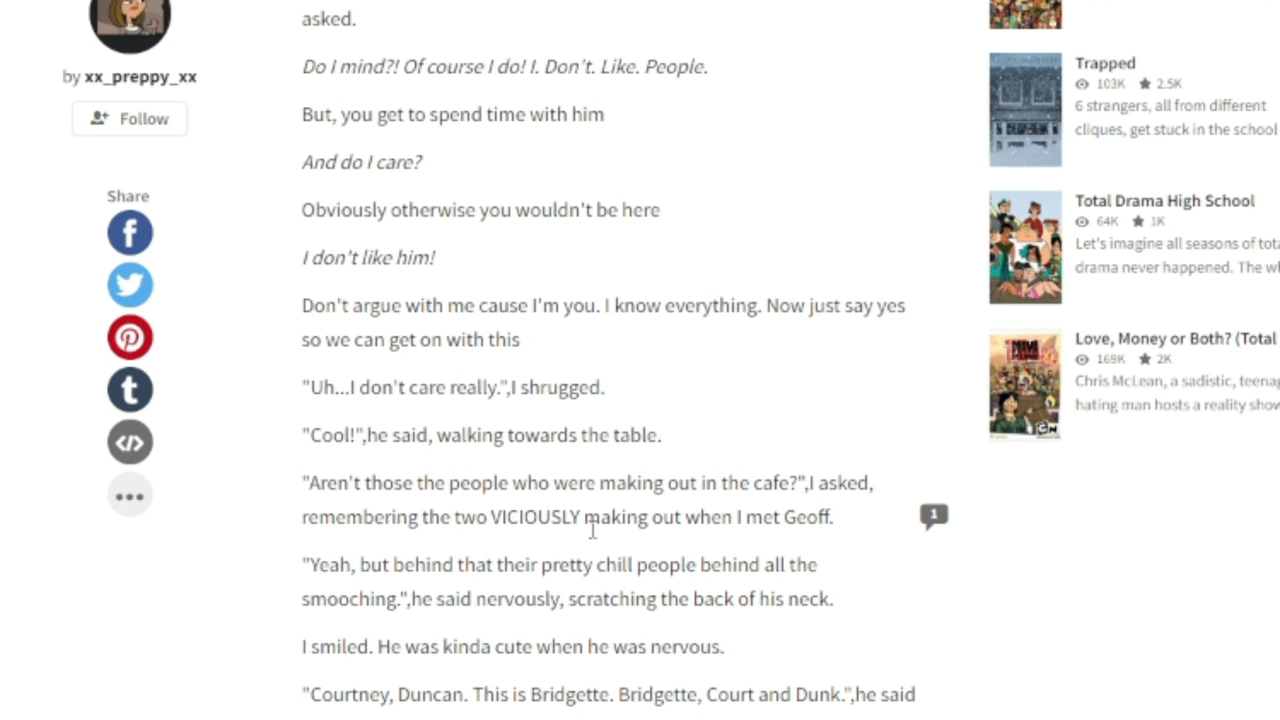 asked.
by xx_preppy_xx
Follow
Share
Do I mind?! Of course I do! I. Don't. Like. People.
But, you get to spend time with him
And do I care?
Obviously otherwise you wouldn't be here
I don't like him!
Don't argue with me cause I'm you. I know everything. Now just say yes
so we can get on with this
"Uh...I don't care really.",I shrugged.
"Cool!",he said, walking towards the table.
"Aren't those the people who were making out in the cafe?",I asked,
remembering the two VICIOUSLY making out when I met Geoff.
1
"Yeah, but behind that their pretty chill people behind all the
smooching.",he said nervously, scratching the back of his neck.
I smiled. He was kinda cute when he was nervous.
"Courtney, Duncan. This is Bridgette. Bridgette, Court and Dunk.",he said
Trapped
103K 2.5K
6 strangers, all from different
cliques, get stuck in the school
Total Drama High School
64K 1K
Let's imagine all seasons of tota
drama never happened. The wh
Love, Money or Both? (Total
169K 2K
Chris McLean, a sadistic, teenag
hating man hosts a reality show
CN